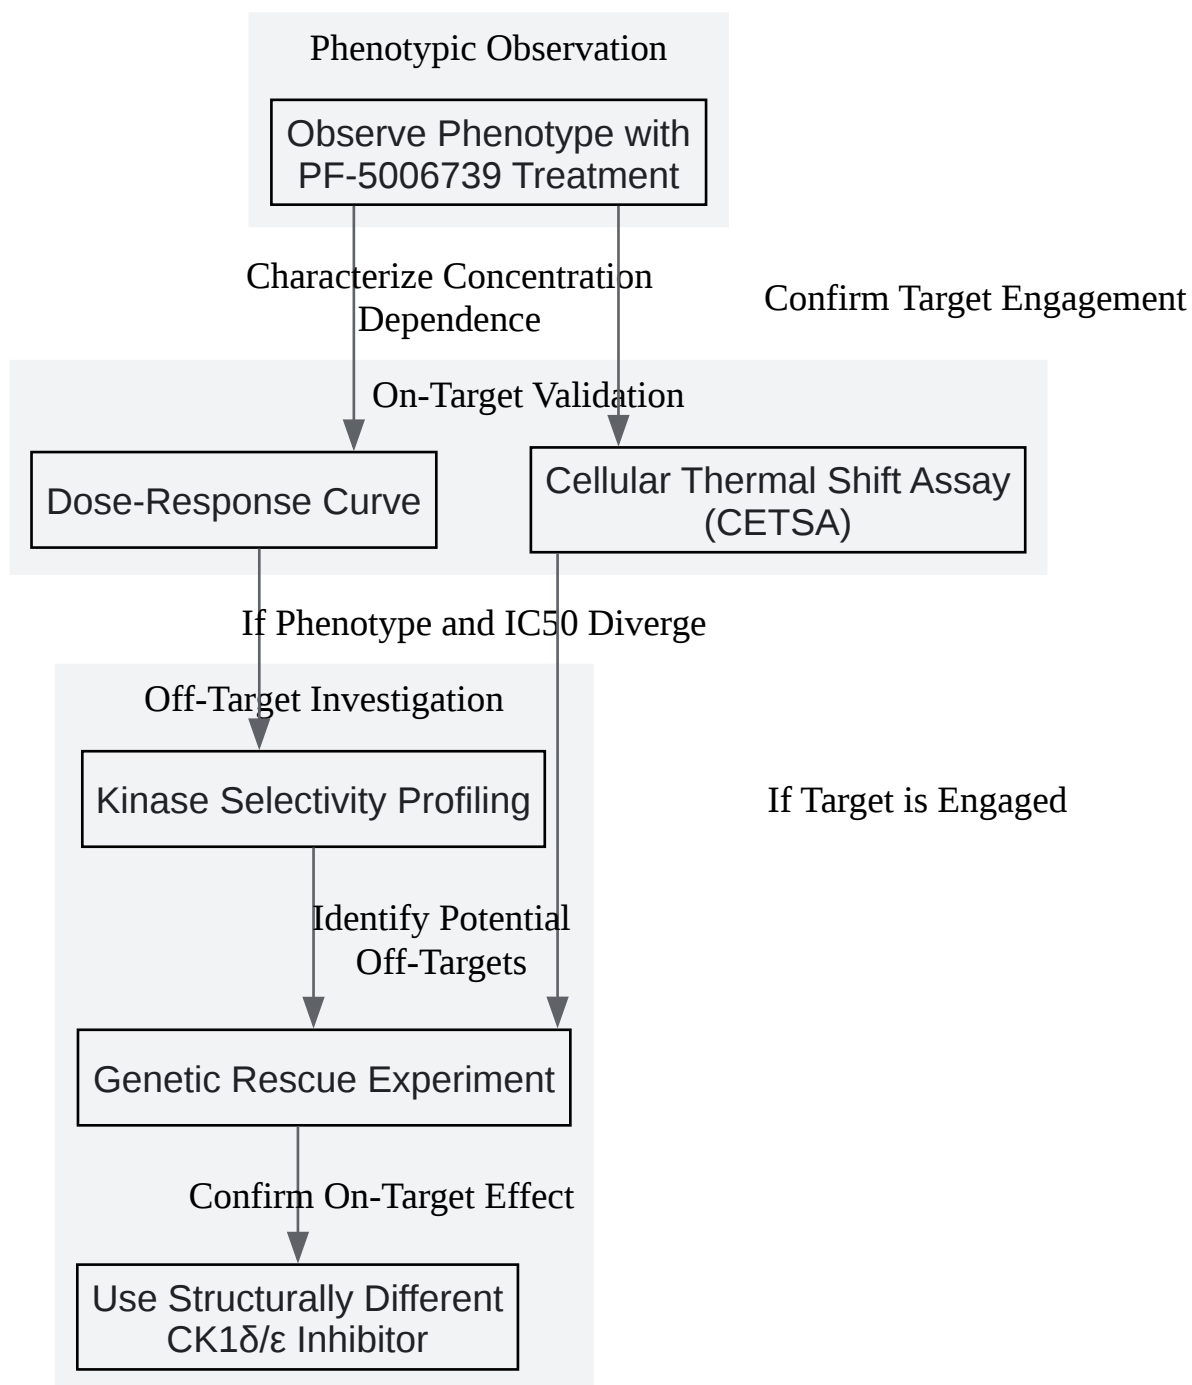 Phenotypic Observation
Observe Phenotype with
PF-5006739 Treatment
Characterize Concentration
Dependence
Confirm Target Engagement
On-Target Validation
Dose-Response Curve
Cellular Thermal Shift Assay
(CETSA)
If Phenotype and IC50 Diverge
Off-Target Investigation
Kinase Selectivity Profiling
If Target is Engaged
Identify Potential
Off-Targets
Genetic Rescue Experiment
Confirm On-Target Effect
Use Structurally Different
CK1δ/ε Inhibitor